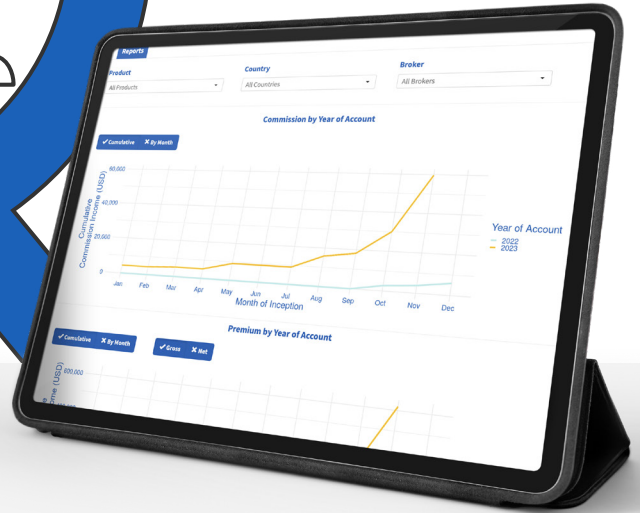 Reports
Product
Country
Broker
All Products
All Countries
All Brokers
Commission by Year of Account
✔ Cumulative ✖ By Month
Cumulative
Commission Income (USD)
60,000
40,000
20,000
0
Jan Feb Mar Apr May Jun Jul Aug Sep Oct Nov Dec
Month of Inception
Year of Account
2022
2023
Premium by Year of Account
✔ Cumulative ✖ By Month
✔ Gross ✖ Net
(USD)
800,000